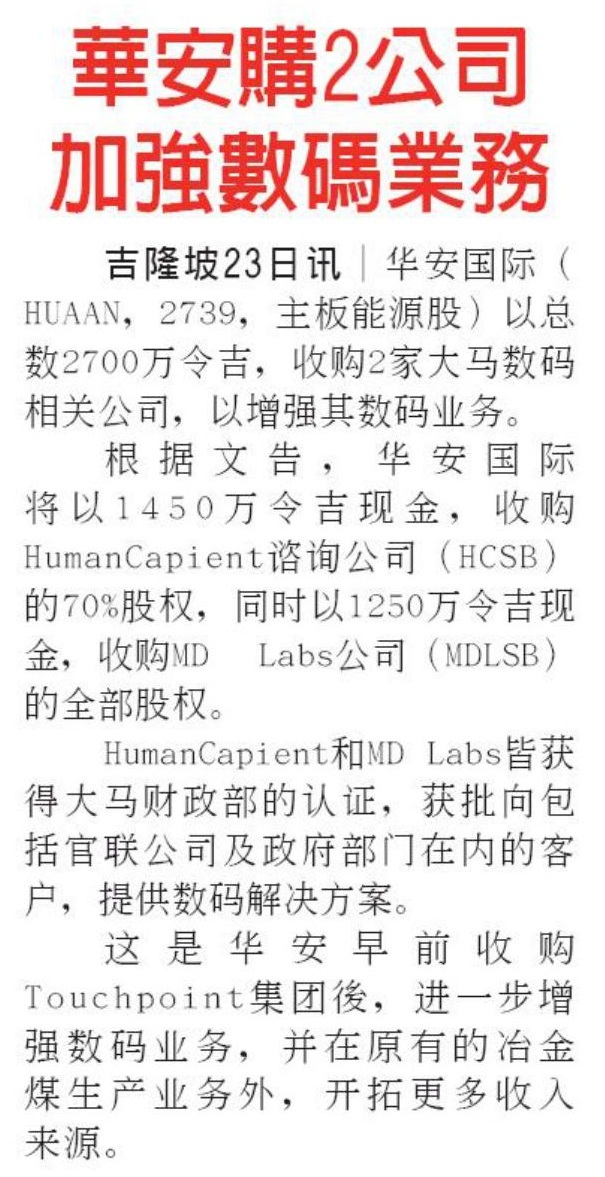 華安購2公司
加強數碼業務
吉隆坡23日讯｜华安国际（
HUAAN，2739，主板能源股）以总
数2700万令吉，收购2家大马数码
相关公司，以增强其数码业务。
根据文告，华安国际
将以1450万令吉现金，收购
HumanCapient谘询公司（HCSB）
的70%股权，同时以1250万令吉现
金，收购MD Labs公司（MDLSB）
的全部股权。
HumanCapient和MD Labs皆获
得大马财政部的认证，获批向包
括官联公司及政府部门在内的客
户，提供数码解决方案。
这是华安早前收购
Touchpoint集团後，进一步增
强数码业务，并在原有的冶金
煤生产业务外，开拓更多收入
来源。